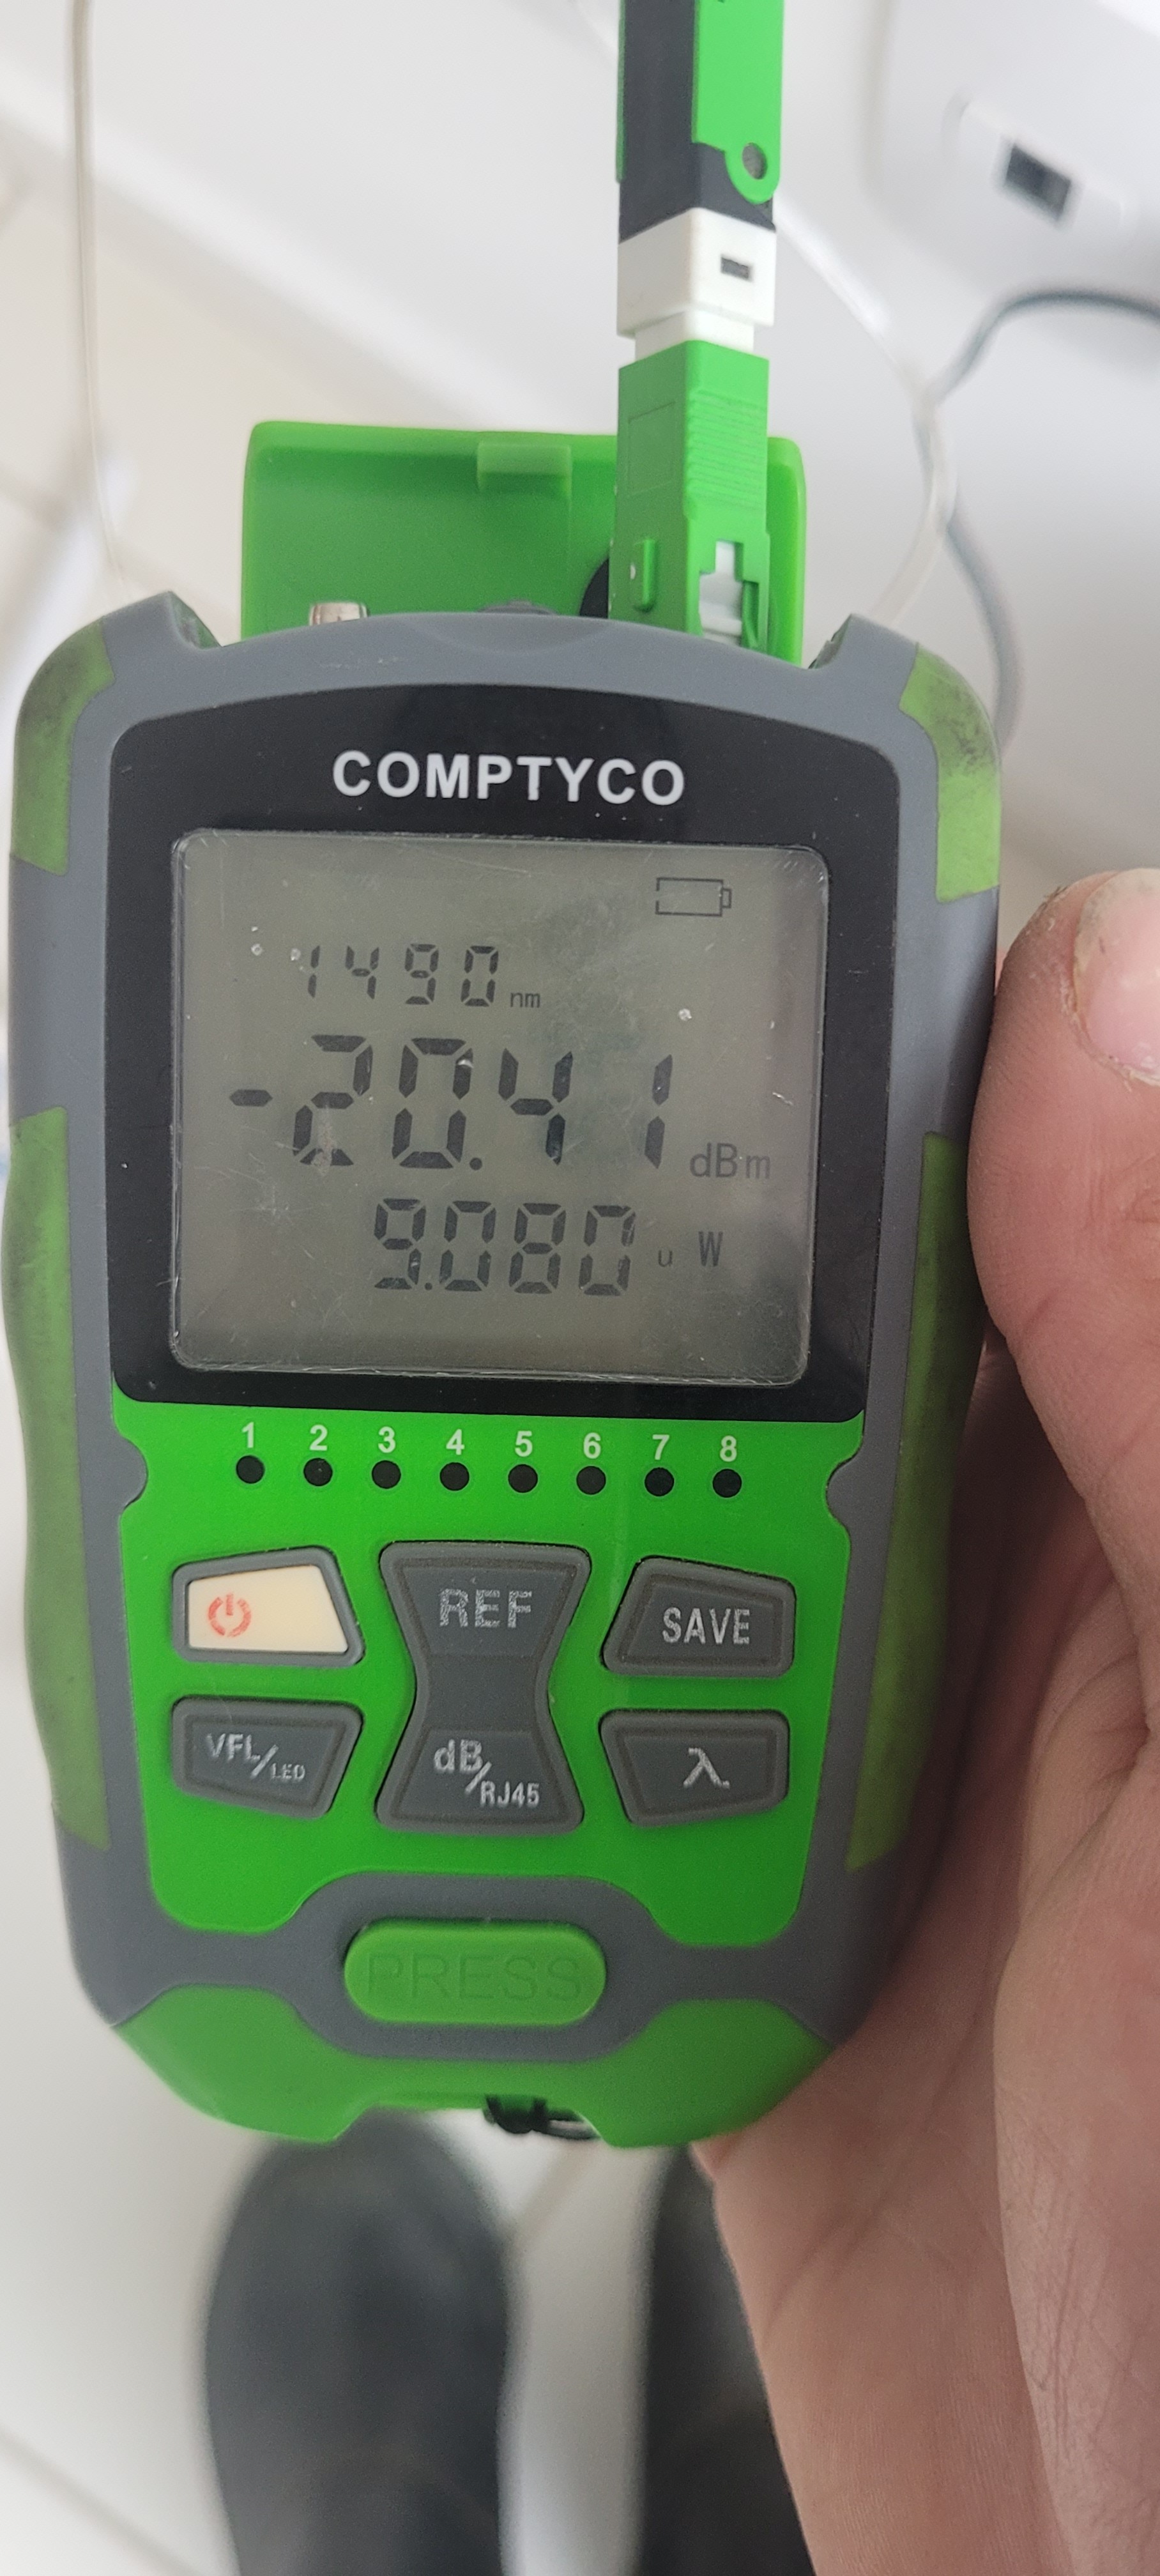 COMPTYCO
1490 nm
-20.41 dBm
9.080 u W
1 2 3 4 5 6 7 8
REF
SAVE
VFL/LED
dB/RJ45
λ
PRESS